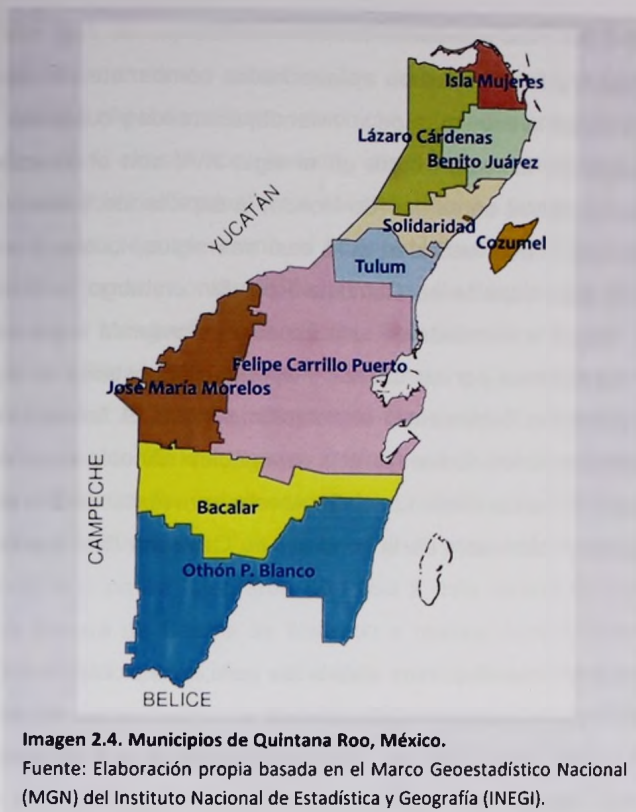 Isla Mujeres
Lázaro Cárdenas
Benito Juárez
YUCATÁN
Solidaridad
Cozumel
Tulum
Felipe Carrillo Puerto
José María Morelos
CAMPECHE
Bacalar
Othón P. Blanco
BELICE
Imagen 2.4. Municipios de Quintana Roo, México.
Fuente: Elaboración propia basada en el Marco Geoestadístico Nacional
(MGN) del Instituto Nacional de Estadística y Geografía (INEGI).